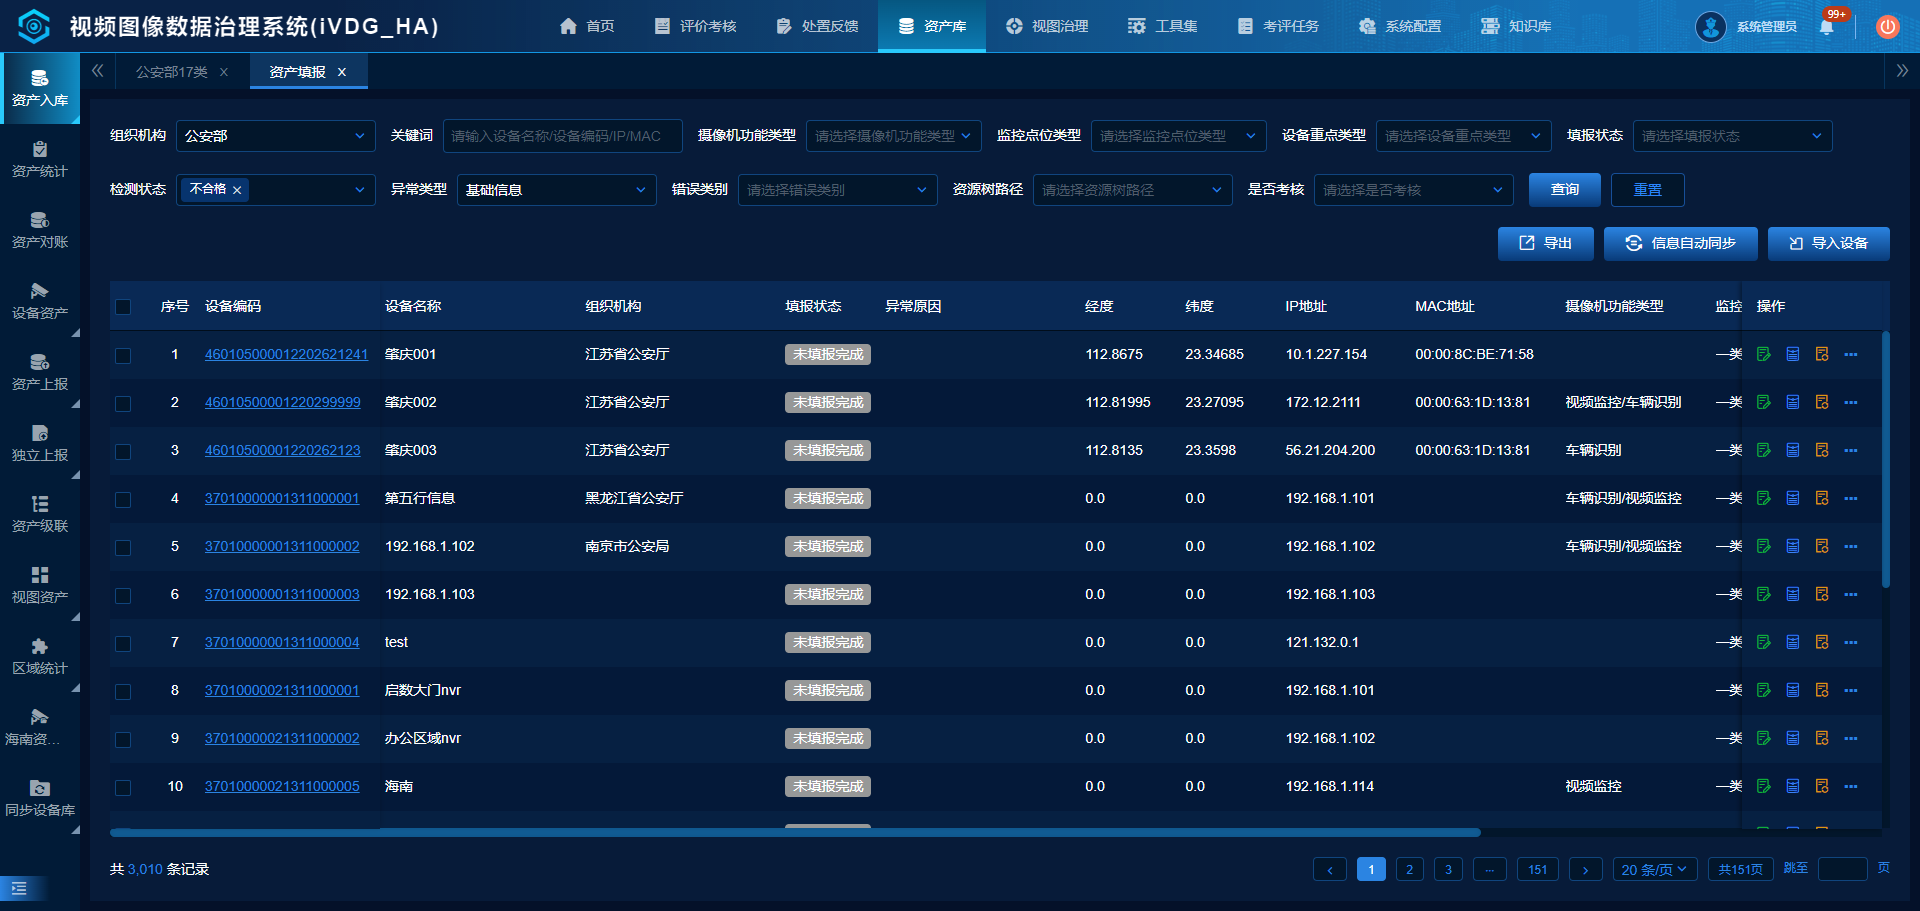 视频图像数据治理系统(iVDG_HA)
首页 评价考核 处置反馈 资产库 视图治理 工具集 考评任务 系统配置 知识库 系统管理员 99+
公安部17类 × 资产填报 ×
资产入库
资产统计
资产对账
设备资产
资产上报
独立上报
资产级联
视图资产
区域统计
海南资...
同步设备库
组织机构 公安部 关键词 请输入设备名称/设备编码/IP/MAC 摄像机功能类型 请选择摄像机功能类型 监控点位类型 请选择监控点位类型 设备重点类型 请选择设备重点类型 填报状态 请选择填报状态
检测状态 不合格 × 异常类型 基础信息 错误类别 请选择错误类别 资源树路径 请选择资源树路径 是否考核 请选择是否考核 查询 重置
导出 信息自动同步 导入设备
序号 设备编码 设备名称 组织机构 填报状态 异常原因 经度 纬度 IP地址 MAC地址 摄像机功能类型 监控 操作
1 460105000012202621241 肇庆001 江苏省公安厅 未填报完成 112.8675 23.34685 10.1.227.154 00:00:8C:BE:71:58 一类
2 46010500001220299999 肇庆002 江苏省公安厅 未填报完成 112.81995 23.27095 172.12.2111 00:00:63:1D:13:81 视频监控/车辆识别 一类
3 46010500001220262123 肇庆003 江苏省公安厅 未填报完成 112.8135 23.3598 56.21.204.200 00:00:63:1D:13:81 车辆识别 一类
4 37010000001311000001 第五行信息 黑龙江省公安厅 未填报完成 0.0 0.0 192.168.1.101 车辆识别/视频监控 一类
5 37010000001311000002 192.168.1.102 南京市公安局 未填报完成 0.0 0.0 192.168.1.102 车辆识别/视频监控 一类
6 37010000001311000003 192.168.1.103 未填报完成 0.0 0.0 192.168.1.103 一类
7 37010000001311000004 test 未填报完成 0.0 0.0 121.132.0.1 一类
8 37010000021311000001 启数大门nvr 未填报完成 0.0 0.0 192.168.1.101 一类
9 37010000021311000002 办公区域nvr 未填报完成 0.0 0.0 192.168.1.102 一类
10 37010000021311000005 海南 未填报完成 0.0 0.0 192.168.1.114 视频监控 一类
共 3,010 条记录 1 2 3 ... 151 20 条/页 共151页 跳至 页